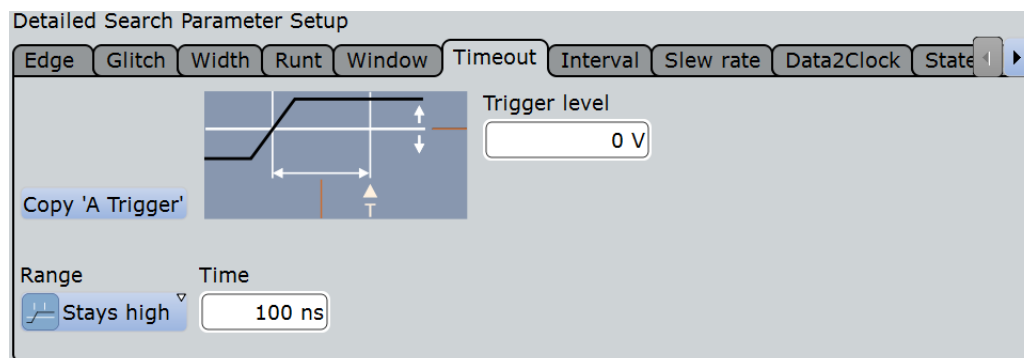 Detailed Search Parameter Setup
Edge Glitch Width Runt Window Timeout Interval Slew rate Data2Clock State
Trigger level
0 V
T
Copy 'A Trigger'
Range Time
Stays high 100 ns